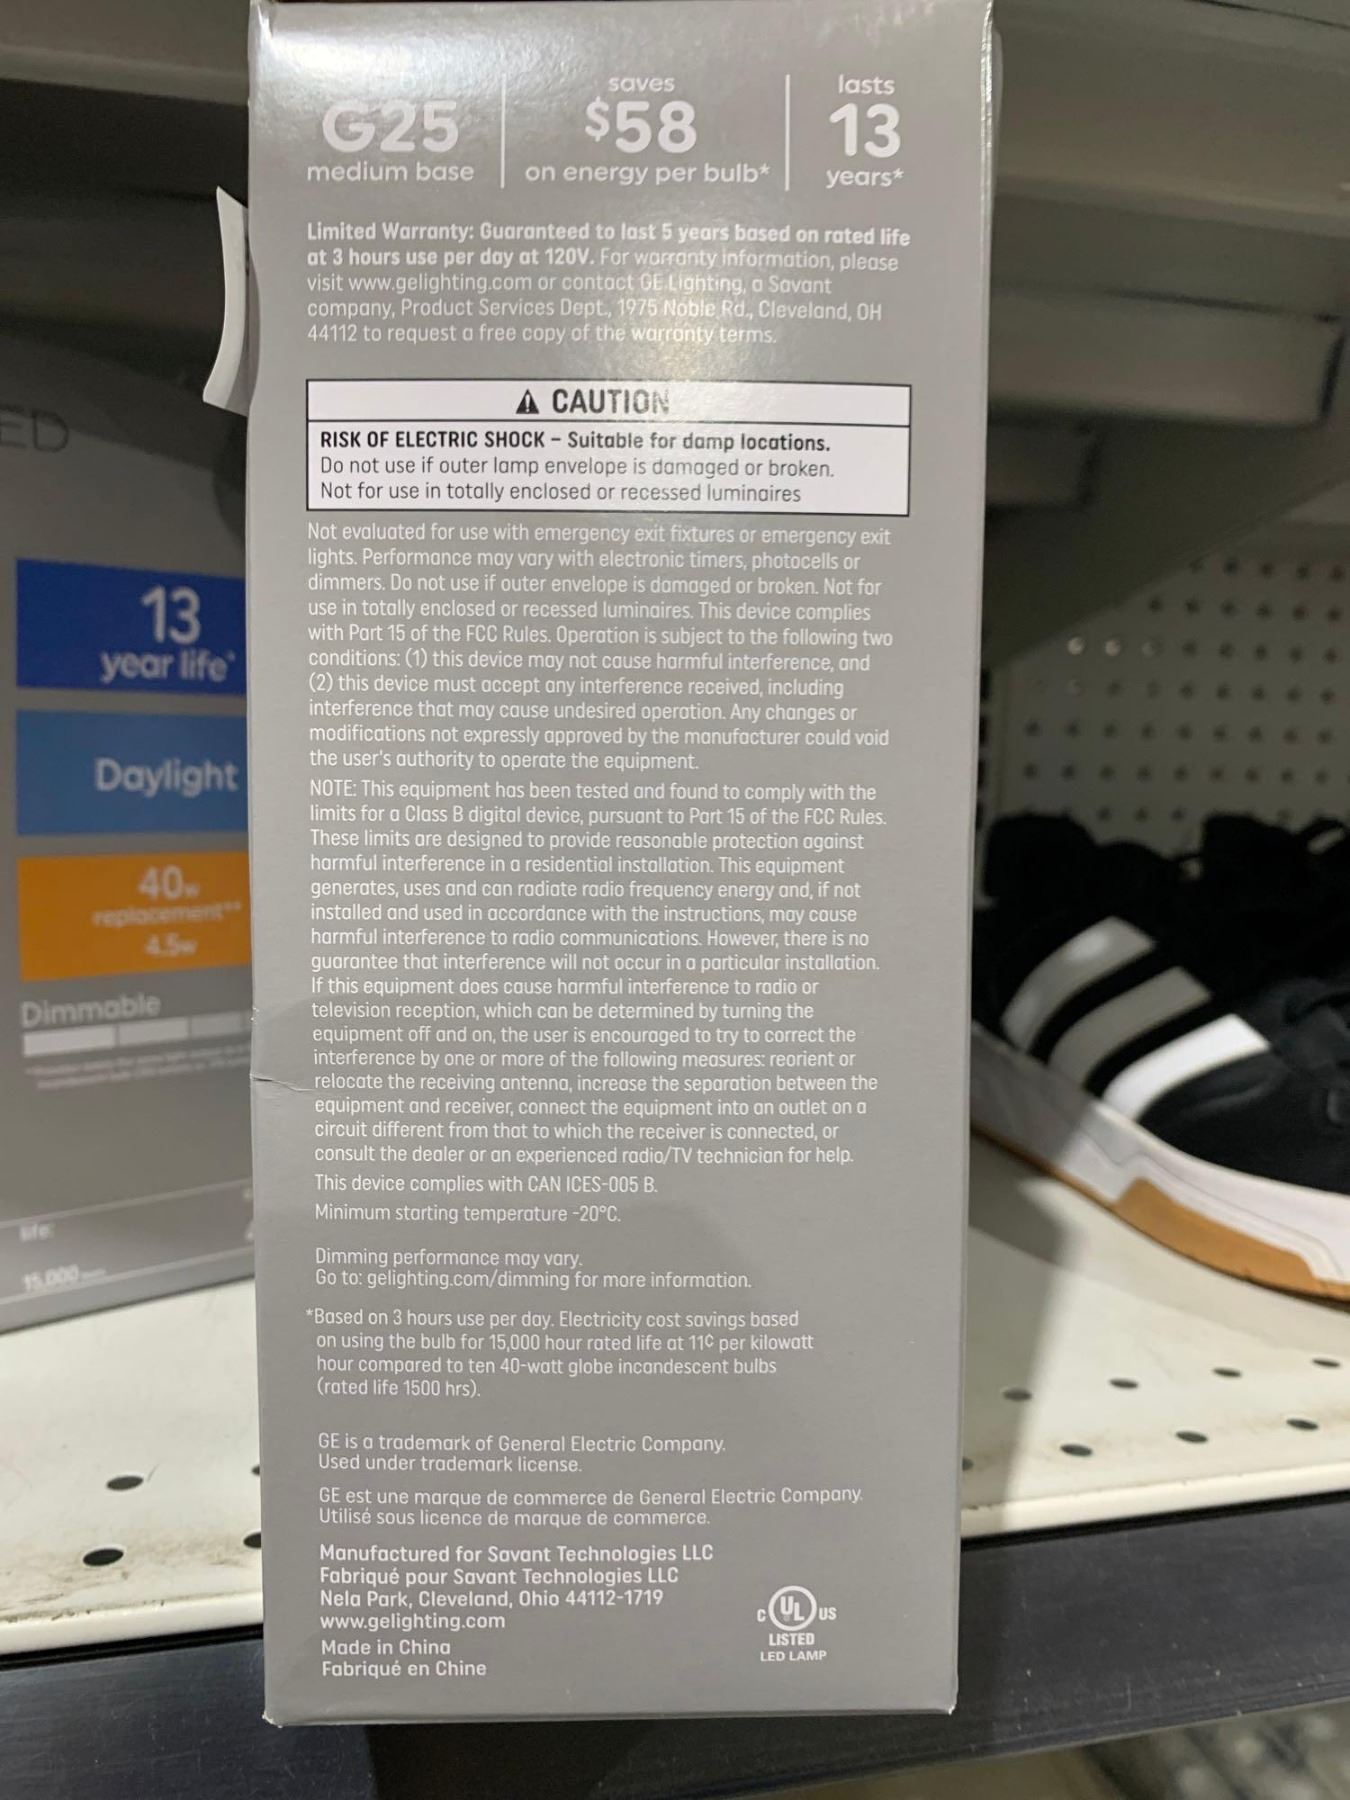 saves
lasts
G25
$58
13
medium base
on energy per bulb*
years*
Limited Warranty: Guaranteed to last 5 years based on rated life
at 3 hours use per day at 120V. For warranty information, please
visit www.gelighting.com or contact GE Lighting, a Savant
company, Product Services Dept., 1975 Noble Rd., Cleveland, OH
44112 to request a free copy of the warranty terms.
⚠ CAUTION
RISK OF ELECTRIC SHOCK – Suitable for damp locations.
Do not use if outer lamp envelope is damaged or broken.
Not for use in totally enclosed or recessed luminaires
Not evaluated for use with emergency exit fixtures or emergency exit
lights. Performance may vary with electronic timers, photocells or
dimmers. Do not use if outer envelope is damaged or broken. Not for
use in totally enclosed or recessed luminaires. This device complies
with Part 15 of the FCC Rules. Operation is subject to the following two
conditions: (1) this device may not cause harmful interference, and
(2) this device must accept any interference received, including
interference that may cause undesired operation. Any changes or
modifications not expressly approved by the manufacturer could void
the user's authority to operate the equipment.
NOTE: This equipment has been tested and found to comply with the
limits for a Class B digital device, pursuant to Part 15 of the FCC Rules.
These limits are designed to provide reasonable protection against
harmful interference in a residential installation. This equipment
generates, uses and can radiate radio frequency energy and, if not
installed and used in accordance with the instructions, may cause
harmful interference to radio communications. However, there is no
guarantee that interference will not occur in a particular installation.
If this equipment does cause harmful interference to radio or
television reception, which can be determined by turning the
equipment off and on, the user is encouraged to try to correct the
interference by one or more of the following measures: reorient or
relocate the receiving antenna, increase the separation between the
equipment and receiver, connect the equipment into an outlet on a
circuit different from that to which the receiver is connected, or
consult the dealer or an experienced radio/TV technician for help.
This device complies with CAN ICES-005 B.
Minimum starting temperature -20°C.
Dimming performance may vary.
Go to: gelighting.com/dimming for more information.
*Based on 3 hours use per day. Electricity cost savings based
on using the bulb for 15,000 hour rated life at 11¢ per kilowatt
hour compared to ten 40-watt globe incandescent bulbs
(rated life 1500 hrs).
GE is a trademark of General Electric Company.
Used under trademark license.
GE est une marque de commerce de General Electric Company.
Utilisé sous licence de marque de commerce.
Manufactured for Savant Technologies LLC
Fabriqué pour Savant Technologies LLC
Nela Park, Cleveland, Ohio 44112-1719
www.gelighting.com
Made in China
Fabriqué en Chine
C UL US
LISTED
LED LAMP
ED
13
year life*
Daylight
40w
replacement**
4.5w
Dimmable
life:
15,000